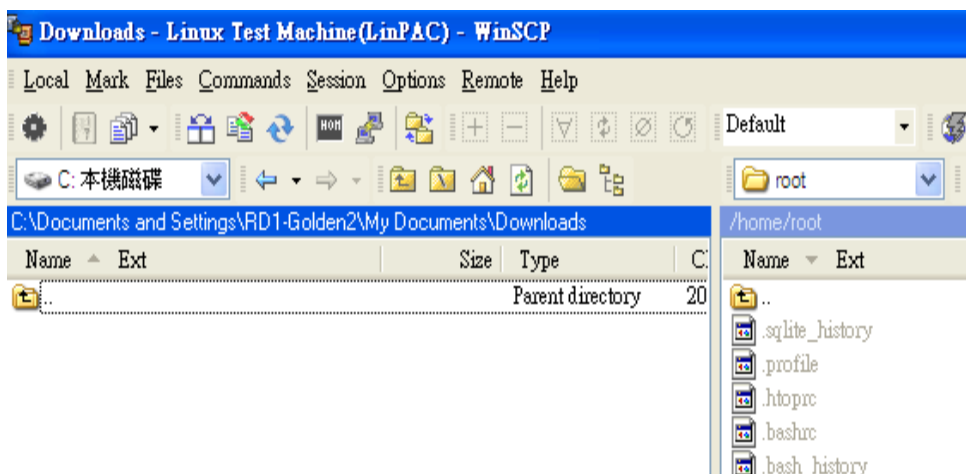 Downloads - Linux Test Machine(LinPAC) - WinSCP
Local Mark Files Commands Session Options Remote Help
HOM Default
C: 本機磁碟 root
C:\Documents and Settings\RD1-Golden2\My Documents\Downloads /home/root
Name Ext Size Type C Name Ext
.. Parent directory 20 ..
.sqlite_history
.profile
.htoprc
.bashrc
.bash_history